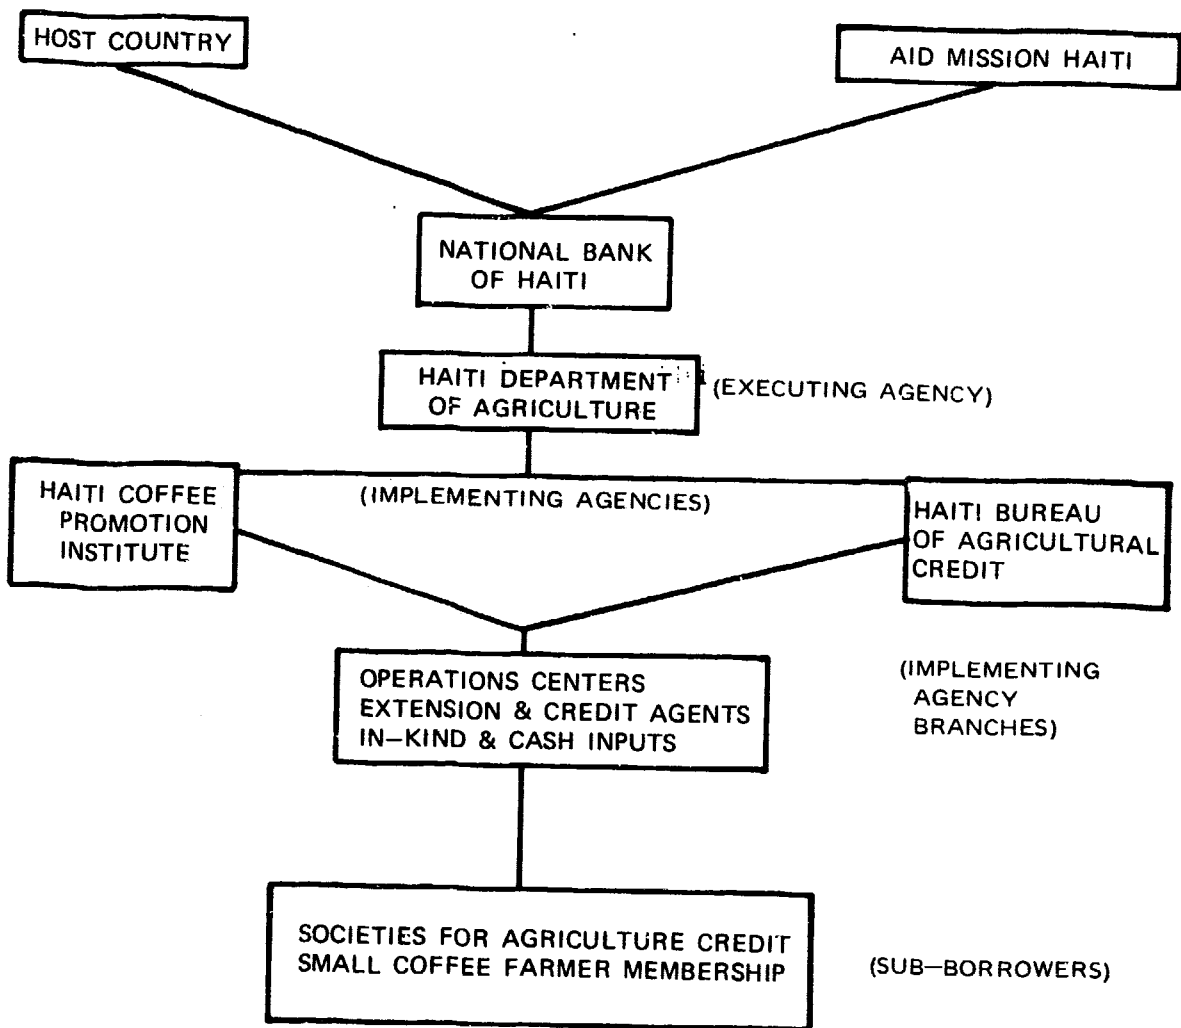 HOST COUNTRY
AID MISSION HAITI
NATIONAL BANK
OF HAITI
HAITI DEPARTMENT
OF AGRICULTURE
(EXECUTING AGENCY)
HAITI COFFEE
PROMOTION
INSTITUTE
(IMPLEMENTING AGENCIES)
HAITI BUREAU
OF AGRICULTURAL
CREDIT
OPERATIONS CENTERS
EXTENSION & CREDIT AGENTS
IN-KIND & CASH INPUTS
(IMPLEMENTING
AGENCY
BRANCHES)
SOCIETIES FOR AGRICULTURE CREDIT
SMALL COFFEE FARMER MEMBERSHIP
(SUB-BORROWERS)